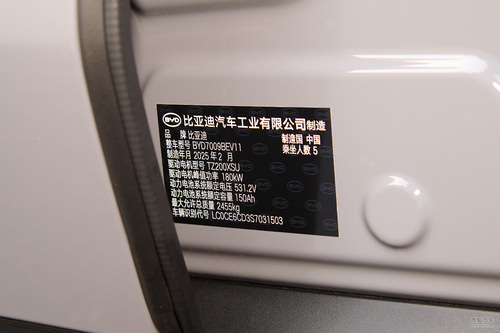 BYD 比亚迪汽车工业有限公司制造
品 牌 比亚迪 制造国 中国
整车型号 BYD7009BEV11 乘坐人数 5
制造年月 2025 年 2 月
驱动电机型号 TZ200XSU
驱动电机峰值功率 180kW
动力电池系统额定电压 531.2V
动力电池系统额定容量 150Ah
最大允许总质量 2455kg
车辆识别代号 LC0CE6CD3S7031503